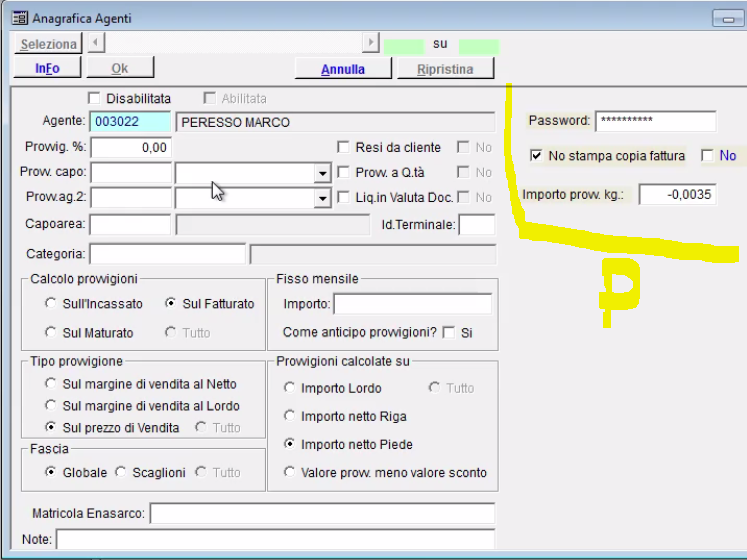 Anagrafica Agenti
Seleziona su
InFo Ok Annulla Ripristina
Disabilitata Abilitata
Agente: 003022 PERESSO MARCO
Password: **********
Provvig. %: 0,00 Resi da cliente No
No stampa copia fattura No
Provv. capo: Provv. a Q.tà No
Provv.ag.2: Liq.in Valuta Doc. No
Importo provv. kg.: -0,0035
Capoarea: Id.Terminale:
Categoria:
Calcolo provvigioni
Sull'Incassato Sul Fatturato
Sul Maturato Tutto
Fisso mensile
Importo:
Come anticipo provvigioni? Si
Tipo provvigione
Sul margine di vendita al Netto
Sul margine di vendita al Lordo
Sul prezzo di Vendita Tutto
Provvigioni calcolate su
Importo Lordo Tutto
Importo netto Riga
Importo netto Piede
Valore provv. meno valore sconto
Fascia
Globale Scaglioni Tutto
Matricola Enasarco:
Note:
P